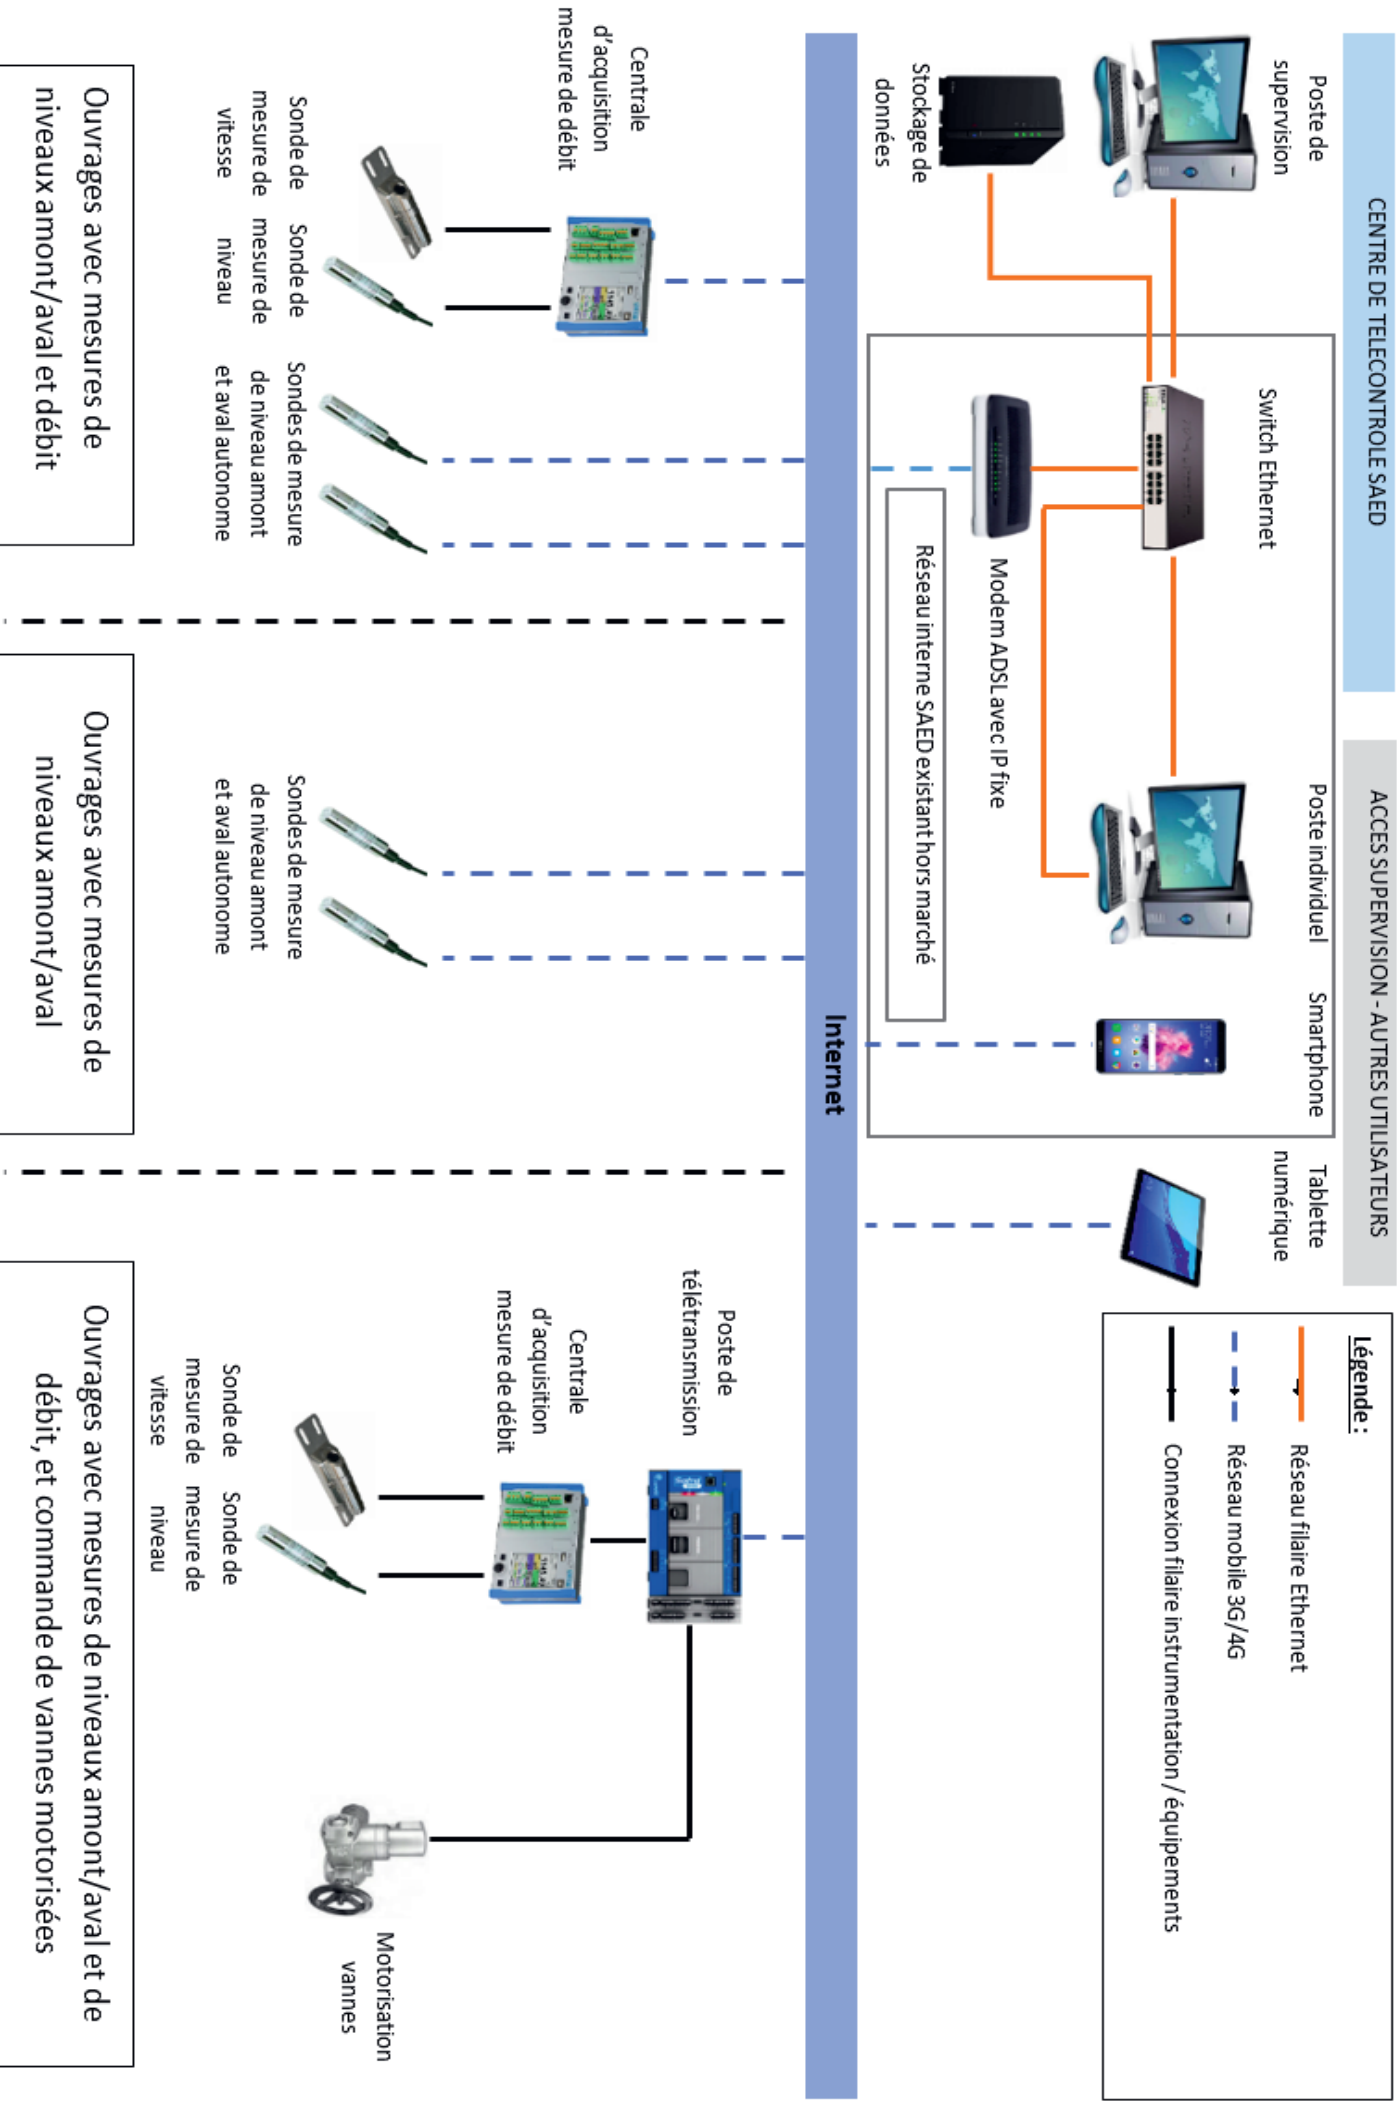 CENTRE DE TELECONTROLE SAED
ACCES SUPERVISION - AUTRES UTILISATEURS
Légende :
Réseau filaire Ethernet
Réseau mobile 3G/4G
Connexion filaire instrumentation / équipements
Poste de
supervision
Switch Ethernet
Poste individuel
Smartphone
Tablette
numérique
Stockage de
données
Modem ADSL avec IP fixe
Réseau interne SAED existant hors marché
Internet
Centrale
d'acquisition
mesure de débit
Sonde de
mesure de
vitesse
Sonde de
mesure de
niveau
Sondes de mesure
de niveau amont
et aval autonome
Ouvrages avec mesures de
niveaux amont/aval et débit
Sondes de mesure
de niveau amont
et aval autonome
Ouvrages avec mesures de
niveaux amont/aval
Poste de
télétransmission
Centrale
d'acquisition
mesure de débit
Sonde de
mesure de
vitesse
Sonde de
mesure de
niveau
Motorisation
vannes
Ouvrages avec mesures de niveaux amont/aval et de
débit, et commande de vannes motorisées